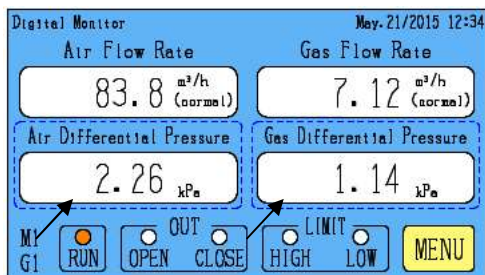 Digital Monitor May.21/2015 12:34
Air Flow Rate Gas Flow Rate
83.8 m³/h (normal) 7.12 m³/h (normal)
Air Differential Pressure Gas Differential Pressure
2.26 kPa 1.14 kPa
M1 OUT LIMIT
G1 RUN OPEN CLOSE HIGH LOW MENU